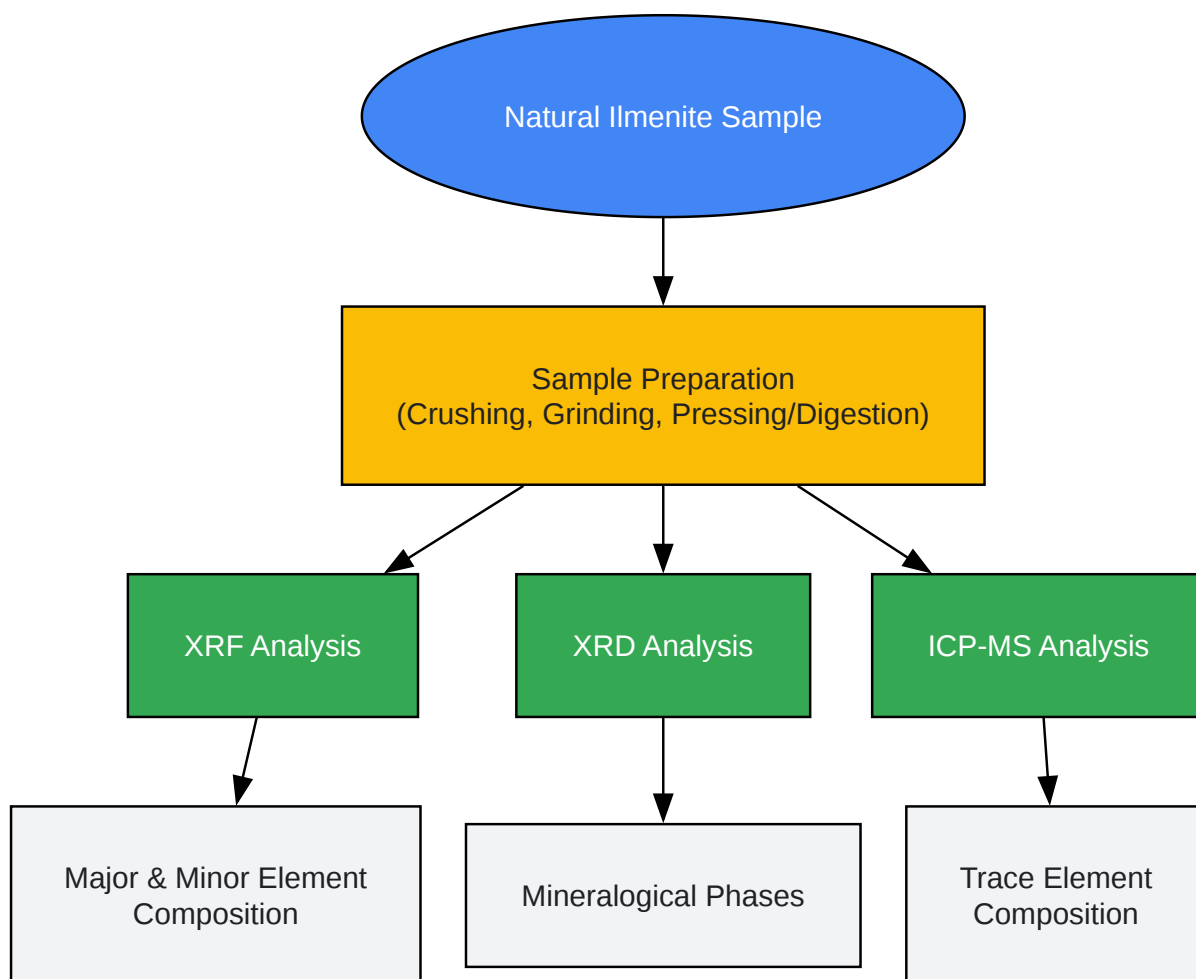 Natural Ilmenite Sample
Sample Preparation
(Crushing, Grinding, Pressing/Digestion)
XRF Analysis
XRD Analysis
ICP-MS Analysis
Major & Minor Element
Composition
Mineralogical Phases
Trace Element
Composition